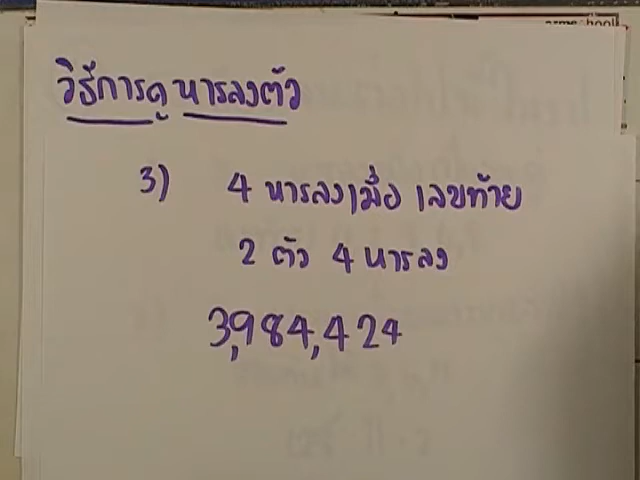 วิธีการดู หารลงตัว
3) 4 หารลงเมื่อ เลขท้าย
2 ตัว 4 หารลง
3,984,424